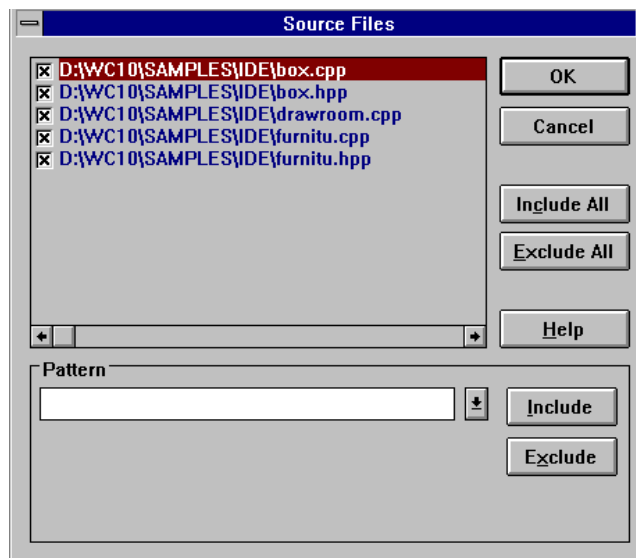 Source Files
D:\WC10\SAMPLES\IDE\box.cpp
D:\WC10\SAMPLES\IDE\box.hpp
D:\WC10\SAMPLES\IDE\drawroom.cpp
D:\WC10\SAMPLES\IDE\furnitu.cpp
D:\WC10\SAMPLES\IDE\furnitu.hpp
OK
Cancel
Include All
Exclude All
Help
Pattern
Include
Exclude